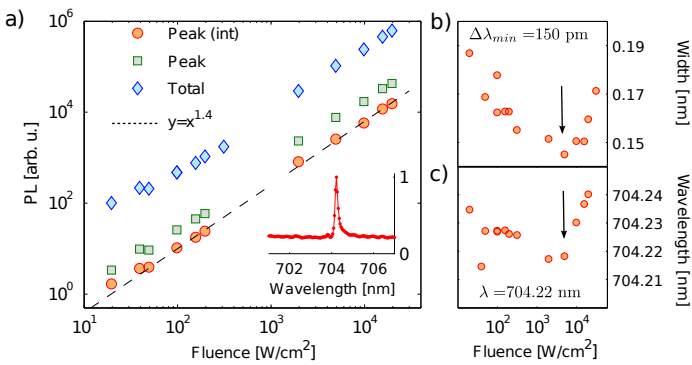 a)
PL [arb. u.]
10^6
10^4
10^2
10^0
Peak (int)
Peak
Total
y=x^1.4
1
0
702 704 706
Wavelength [nm]
10^1 10^2 10^3 10^4
Fluence [W/cm^2]
b)
Δλ_min = 150 pm
0.19
0.17
0.15
Width [nm]
c)
λ = 704.22 nm
704.24
704.23
704.22
704.21
Wavelength [nm]
10^2 10^3 10^4
Fluence [W/cm^2]